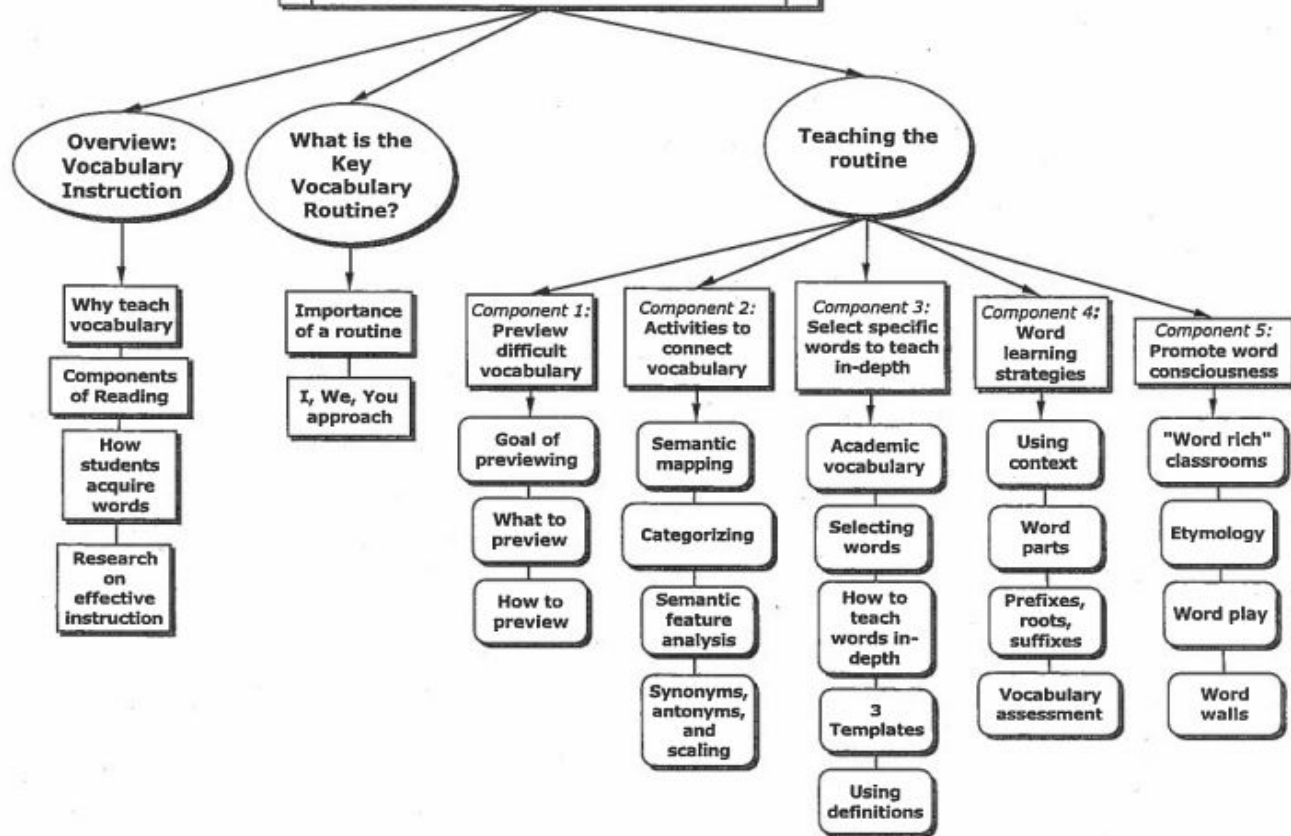 Overview:
Vocabulary
Instruction
What is the
Key
Vocabulary
Routine?
Teaching the
routine
Why teach
vocabulary
Components
of Reading
How
students
acquire
words
Research
on
effective
instruction
Importance
of a routine
I, We, You
approach
Component 1:
Preview
difficult
vocabulary
Goal of
previewing
What to
preview
How to
preview
Component 2:
Activities to
connect
vocabulary
Semantic
mapping
Categorizing
Semantic
feature
analysis
Synonyms,
antonyms,
and
scaling
Component 3:
Select specific
words to teach
in-depth
Academic
vocabulary
Selecting
words
How to
teach
words in-
depth
3
Templates
Using
definitions
Component 4:
Word
learning
strategies
Using
context
Word
parts
Prefixes,
roots,
suffixes
Vocabulary
assessment
Component 5:
Promote word
consciousness
"Word rich"
classrooms
Etymology
Word play
Word
walls